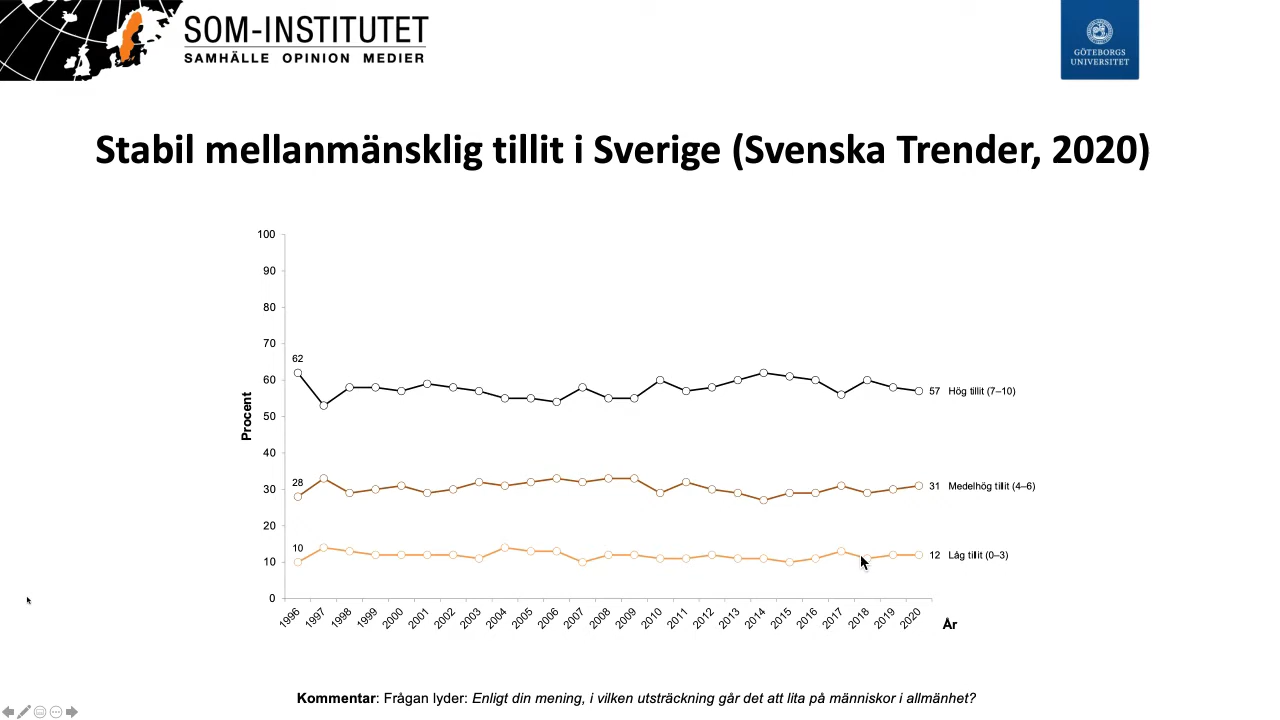 SOM-INSTITUTET
SAMHÄLLE OPINION MEDIER
GÖTEBORGS
UNIVERSITET
Stabil mellanmänsklig tillit i Sverige (Svenska Trender, 2020)
100
90
80
70
60
50
40
30
20
10
0
Procent
62
28
10
57 Hög tillit (7–10)
31 Medelhög tillit (4–6)
12 Låg tillit (0–3)
1996 1997 1998 1999 2000 2001 2002 2003 2004 2005 2006 2007 2008 2009 2010 2011 2012 2013 2014 2015 2016 2017 2018 2019 2020
År
Kommentar: Frågan lyder: Enligt din mening, i vilken utsträckning går det att lita på människor i allmänhet?